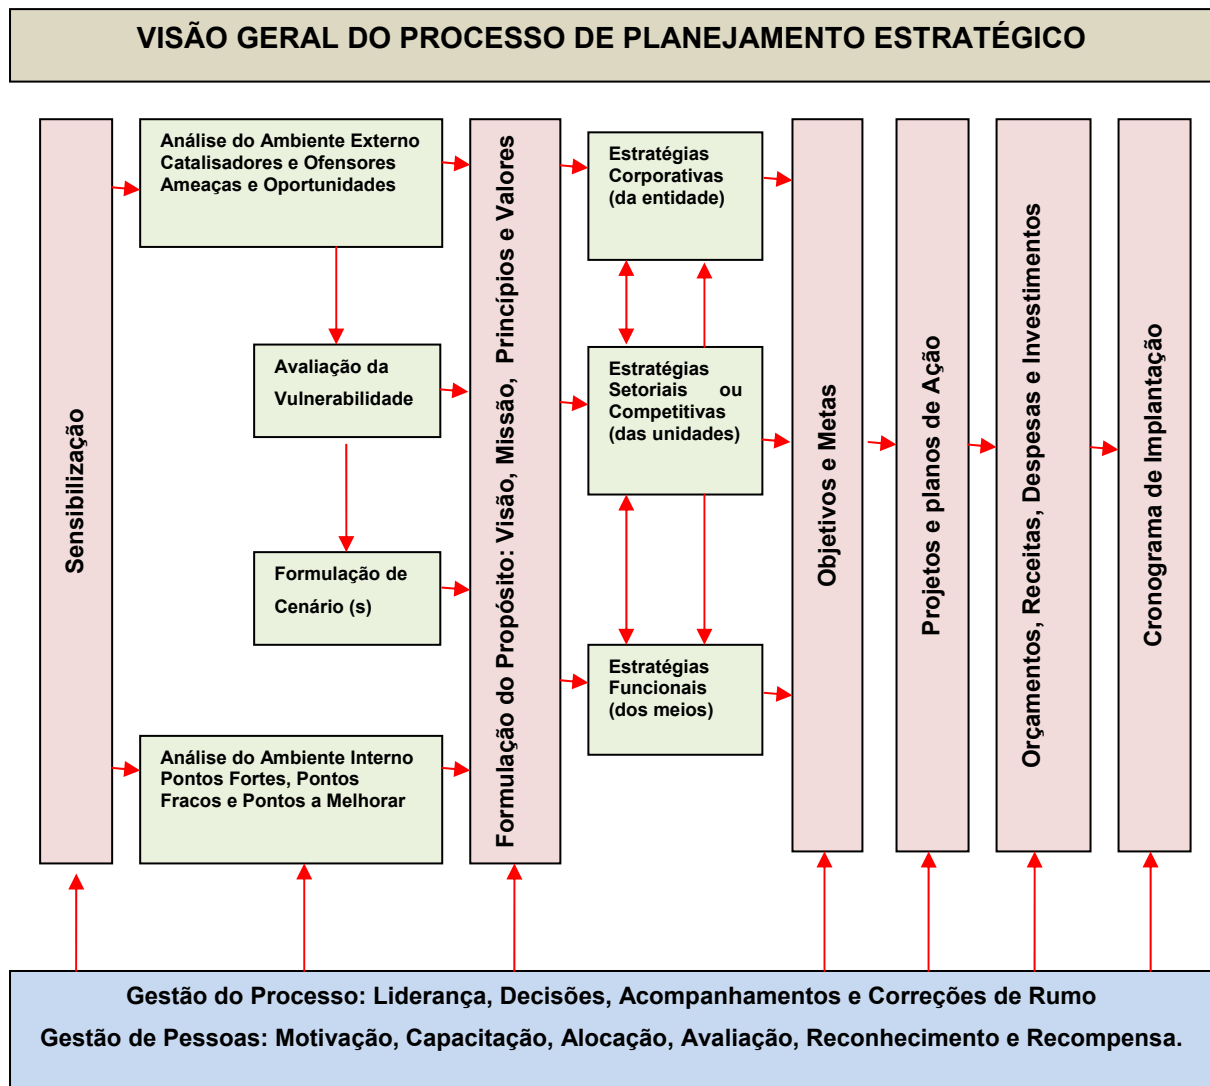 VISÃO GERAL DO PROCESSO DE PLANEJAMENTO ESTRATÉGICO
Sensibilização
Análise do Ambiente Externo
Catalisadores e Ofensores
Ameaças e Oportunidades
Avaliação da
Vulnerabilidade
Formulação de
Cenário (s)
Análise do Ambiente Interno
Pontos Fortes, Pontos
Fracos e Pontos a Melhorar
Formulação do Propósito: Visão, Missão, Princípios e Valores
Estratégias
Corporativas
(da entidade)
Estratégias
Setoriais ou
Competitivas
(das unidades)
Estratégias
Funcionais
(dos meios)
Objetivos e Metas
Projetos e planos de Ação
Orçamentos, Receitas, Despesas e Investimentos
Cronograma de Implantação
Gestão do Processo: Liderança, Decisões, Acompanhamentos e Correções de Rumo
Gestão de Pessoas: Motivação, Capacitação, Alocação, Avaliação, Reconhecimento e Recompensa.